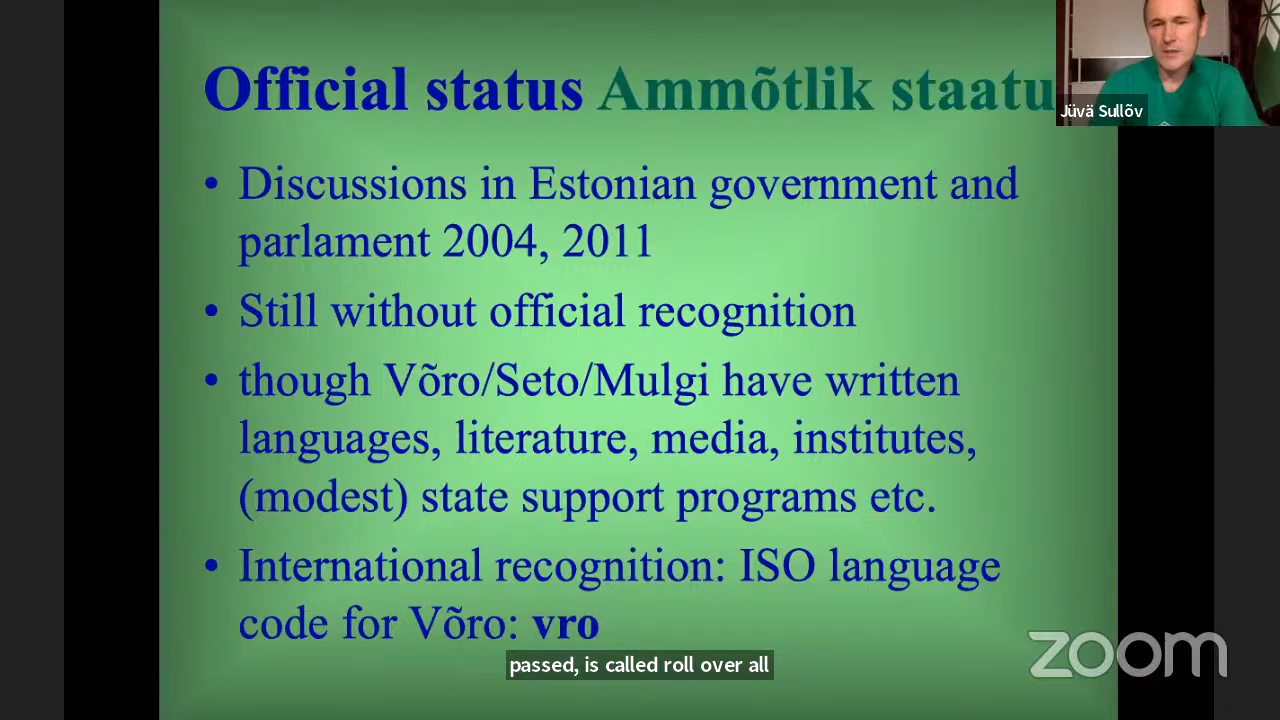 Official status Ammõtlik staatu
Jüvä Sullõv
• Discussions in Estonian government and
parlament 2004, 2011
• Still without official recognition
• though Võro/Seto/Mulgi have written
languages, literature, media, institutes,
(modest) state support programs etc.
• International recognition: ISO language
code for Võro: vro
passed, is called roll over all
zoom